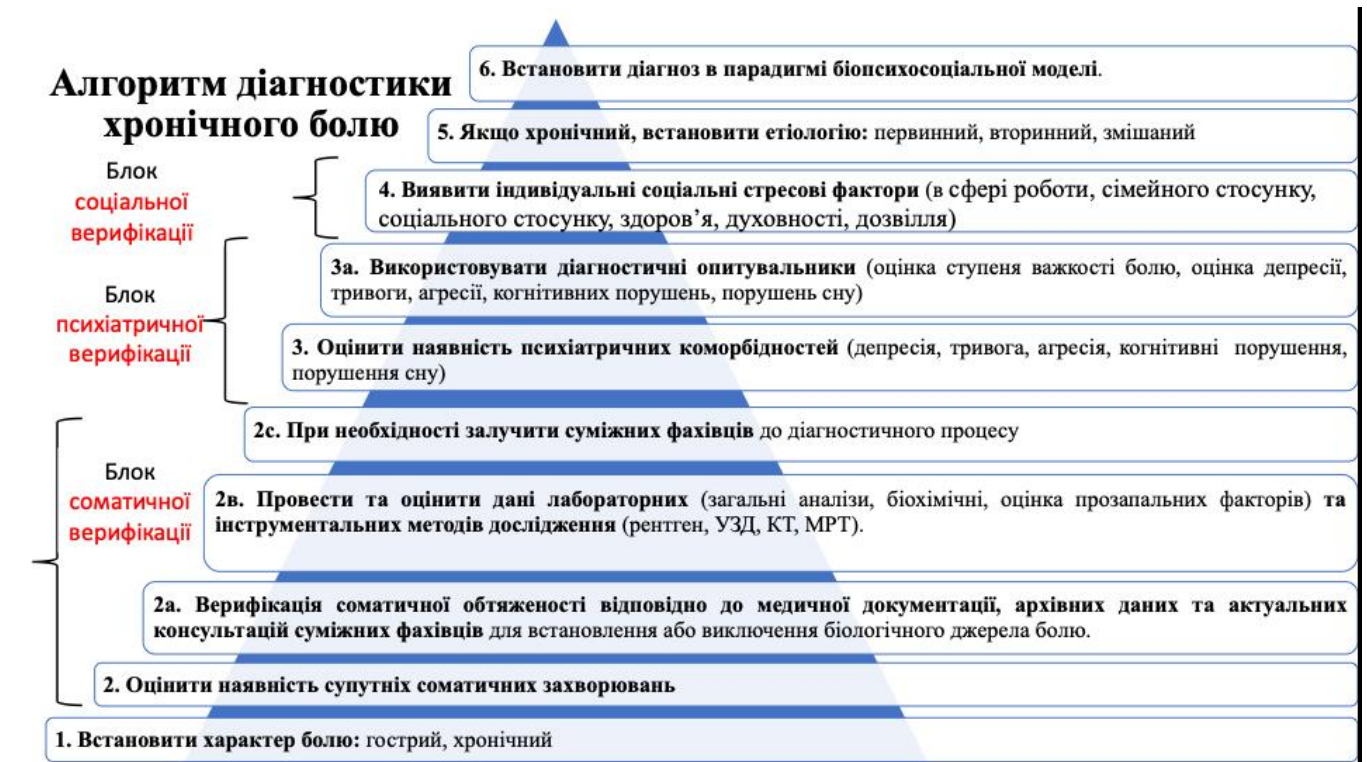 Алгоритм діагностики
хронічного болю
6. Встановити діагноз в парадигмі біопсихосоціальної моделі.
5. Якщо хронічний, встановити етіологію: первинний, вторинний, змішаний
Блок
соціальної
верифікації
4. Виявити індивідуальні соціальні стресові фактори (в сфері роботи, сімейного стосунку,
соціального стосунку, здоров’я, духовності, дозвілля)
Блок
психіатричної
верифікації
3а. Використовувати діагностичні опитувальники (оцінка ступеня важкості болю, оцінка депресії,
тривоги, агресії, когнітивних порушень, порушень сну)
3. Оцінити наявність психіатричних коморбідностей (депресія, тривога, агресія, когнітивні порушення,
порушення сну)
Блок
соматичної
верифікації
2с. При необхідності залучити суміжних фахівців до діагностичного процесу
2в. Провести та оцінити дані лабораторних (загальні аналізи, біохімічні, оцінка прозапальних факторів) та
інструментальних методів дослідження (рентген, УЗД, КТ, МРТ).
2а. Верифікація соматичної обтяженості відповідно до медичної документації, архівних даних та актуальних
консультацій суміжних фахівців для встановлення або виключення біологічного джерела болю.
2. Оцінити наявність супутніх соматичних захворювань
1. Встановити характер болю: гострий, хронічний